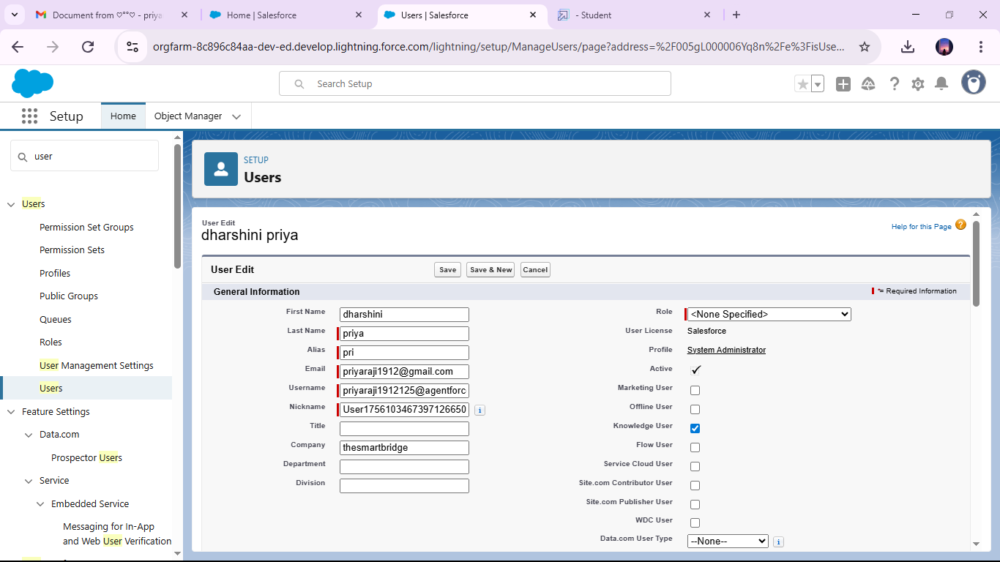 Document from ♡°°♡ - priya
Home | Salesforce
Users | Salesforce
- Student
orgfarm-8c896c84aa-dev-ed.develop.lightning.force.com/lightning/setup/ManageUsers/page?address=%2F005gL000006Yq8n%2Fe%3FisUse...
Search Setup
Setup
Home
Object Manager
user
Users
Permission Set Groups
Permission Sets
Profiles
Public Groups
Queues
Roles
User Management Settings
Users
Feature Settings
Data.com
Prospector Users
Service
Embedded Service
Messaging for In-App
and Web User Verification
SETUP
Users
User Edit
dharshini priya
Help for this Page
User Edit
Save
Save & New
Cancel
General Information
= Required Information
First Name dharshini
Last Name priya
Alias pri
Email priyaraji1912@gmail.com
Username priyaraji1912125@agentforc
Nickname User1756103467397126650
Title
Company thesmartbridge
Department
Division
Role <None Specified>
User License Salesforce
Profile System Administrator
Active
Marketing User
Offline User
Knowledge User
Flow User
Service Cloud User
Site.com Contributor User
Site.com Publisher User
WDC User
Data.com User Type --None--